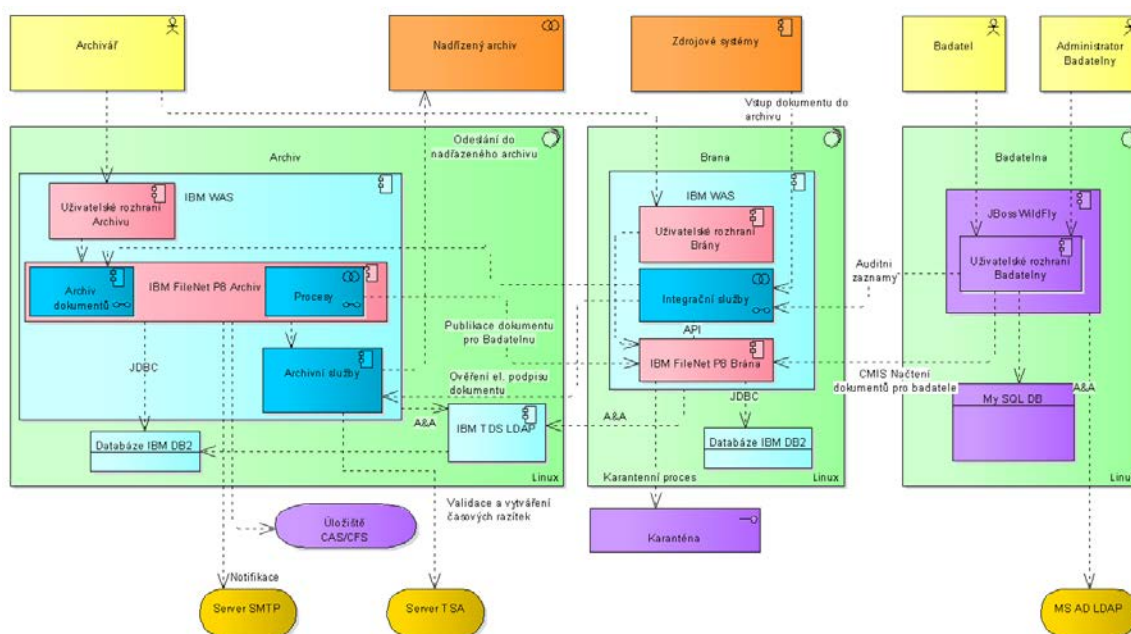 Archivář
Nadřízený archiv
Zdrojové systémy
Badatel
Administrator
Badatelny
Vstup dokumentu do
archivu
Odeslání do
nadřazeného archivu
Archiv
Brana
Badatelna
IBM WAS
IBM WAS
JBoss WildFly
Uživatelské rozhraní
Archivu
Uživatelské rozhraní
Brány
Uživatelské rozhraní
Badatelny
Auditni
zaznamy
Archiv
dokumentů
IBM FileNet P8 Archiv
Procesy
Integrační služby
Publikace dokumentu
pro Badatelnu
API
JDBC
Archivní služby
Ověření el. podpisu
dokumentu
IBM FileNet P8 Brána
CMIS Načtení
dokumentů pro badatele
JDBC
A&A
My SQL DB
A&A
A&A
IBM TDS LDAP
Databáze IBM DB2
Databáze IBM DB2
Linux
Karantenní proces
Linux
Linux
Validace a vytváření
časových razítek
Úložiště
CAS/CFS
Karanténa
Notifikace
Server SMTP
Server TSA
MS AD LDAP